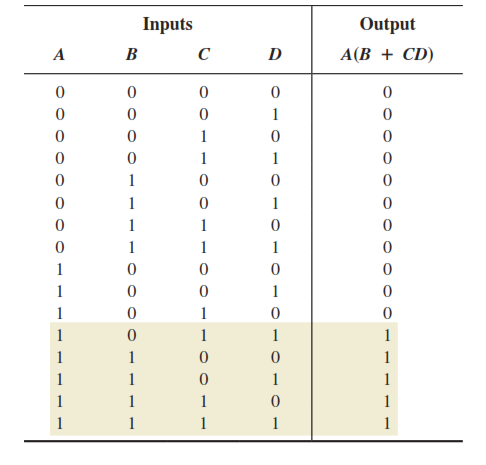 Inputs Output
A B C D A(B + CD)
0 0 0 0 0
0 0 0 1 0
0 0 1 0 0
0 0 1 1 0
0 1 0 0 0
0 1 0 1 0
0 1 1 0 0
0 1 1 1 0
1 0 0 0 0
1 0 0 1 0
1 0 1 0 0
1 0 1 1 1
1 1 0 0 1
1 1 0 1 1
1 1 1 0 1
1 1 1 1 1